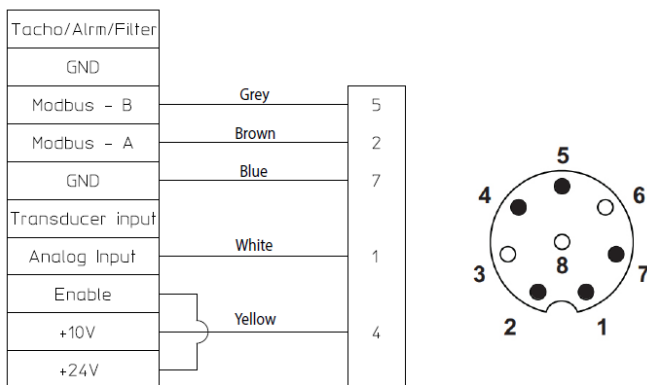 Tacho/Alrm/Filter
GND
Modbus - B Grey 5
Modbus - A Brown 2
GND Blue 7
Transducer input
Analog Input White 1
Enable
+10V Yellow 4
+24V
5
4 6
3 8 7
2 1